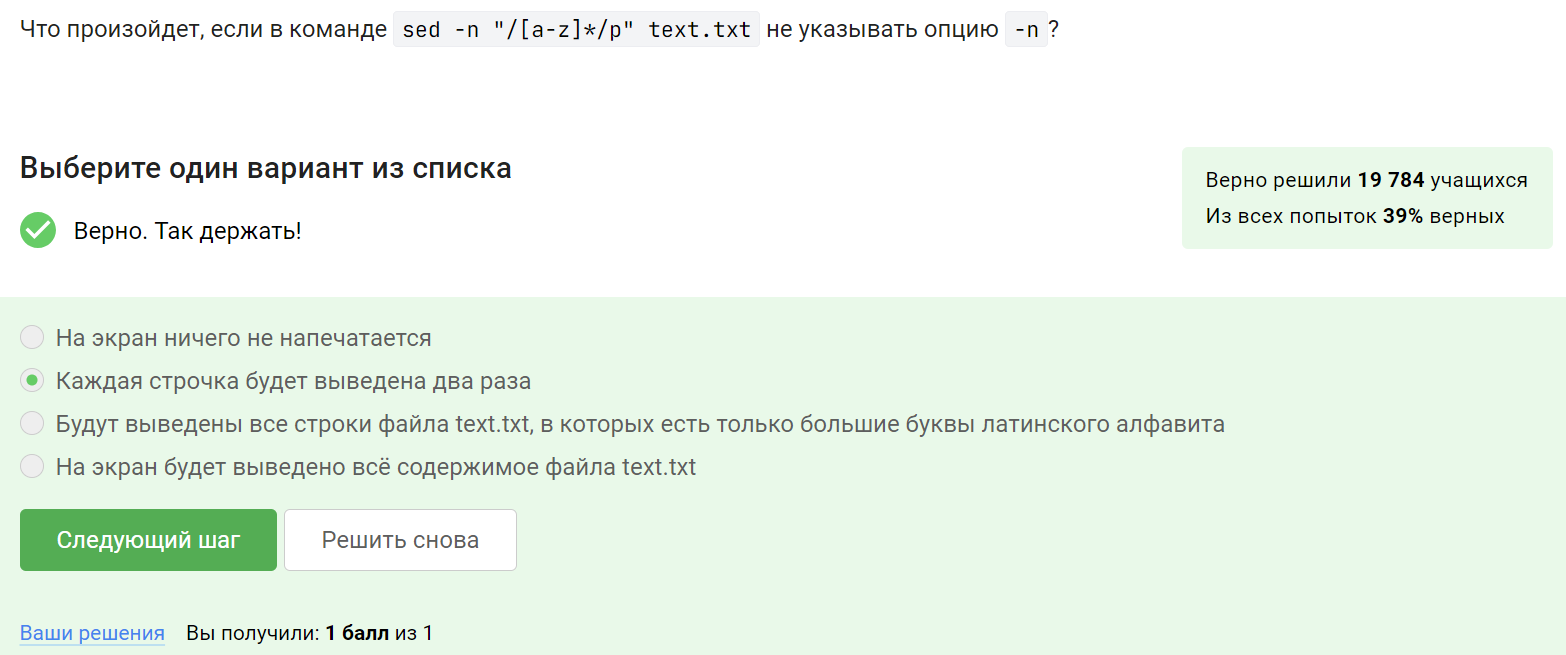 Что произойдет, если в команде sed -n "/[a-z]*/p" text.txt не указывать опцию -n?
Выберите один вариант из списка
Верно. Так держать!
Верно решили 19 784 учащихся
Из всех попыток 39% верных
На экран ничего не напечатается
Каждая строчка будет выведена два раза
Будут выведены все строки файла text.txt, в которых есть только большие буквы латинского алфавита
На экран будет выведено всё содержимое файла text.txt
Следующий шаг Решить снова
Ваши решения Вы получили: 1 балл из 1